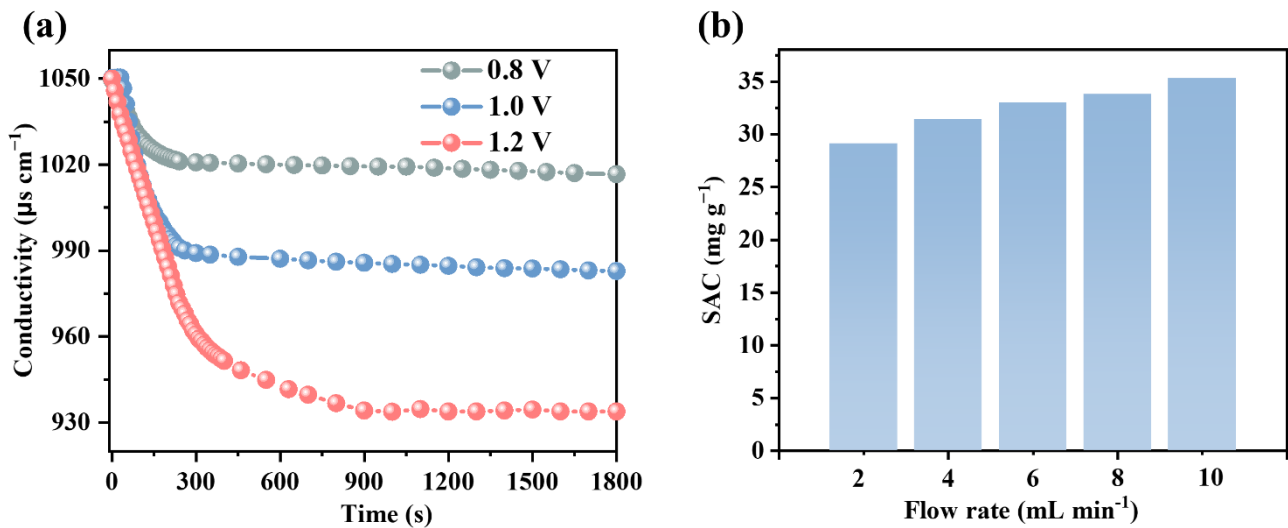 (a)
1050
1020
990
960
930
Conductivity (μs cm⁻¹)
0.8 V
1.0 V
1.2 V
0 300 600 900 1200 1500 1800
Time (s)
(b)
35
30
25
20
15
10
5
0
SAC (mg g⁻¹)
2 4 6 8 10
Flow rate (mL min⁻¹)